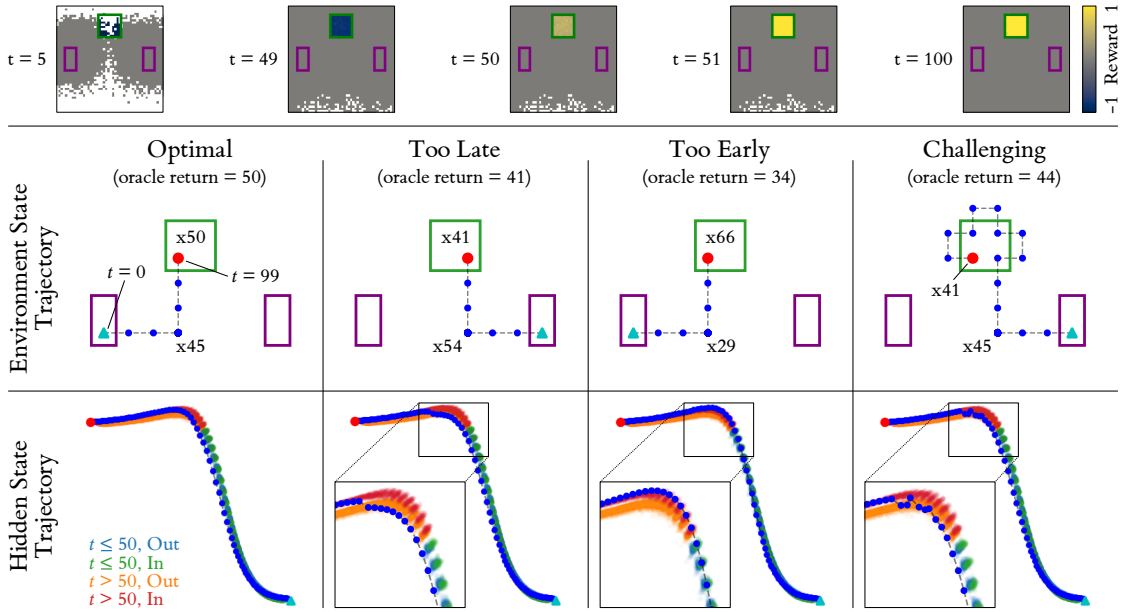 t = 5
t = 49
t = 50
t = 51
t = 100
−1 Reward 1
Optimal
(oracle return = 50)
Too Late
(oracle return = 41)
Too Early
(oracle return = 34)
Challenging
(oracle return = 44)
Environment State
Trajectory
x50
t = 0
t = 99
x45
x41
x54
x66
x29
x41
x45
Hidden State
Trajectory
t ≤ 50, Out
t ≤ 50, In
t > 50, Out
t > 50, In